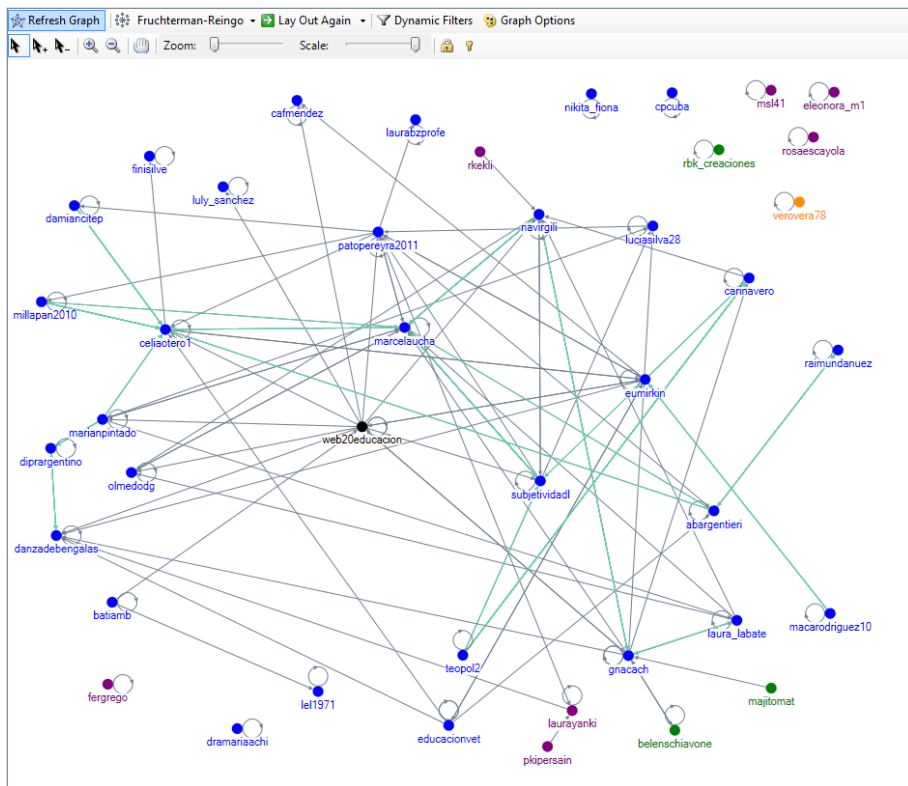 Refresh Graph Fruchterman-Reingo Lay Out Again Dynamic Filters Graph Options
Zoom: Scale:
cafmendez
nikita_fiona
cpcuba
msl41
eleonora_m1
laurabzprofe
rosaescayola
finisilve
rkekli
rbk_creaciones
luly_sanchez
damiancitep
verovera78
patopereyra2011
navirgili
luciasilva28
carinavero
millapan2010
celiaotero1
marcelaucha
raimundanuez
eumirkin
marianpintado
web20educacion
diprargentino
olmedodg
subjetividadl
abargentieri
danzadebengalas
batiamb
laura_labate
macarodriguez10
teopol2
gnacach
fergrego
lel1971
majitomat
laurayanki
dramariaachi
educacionvet
belenschiavone
pkipersain